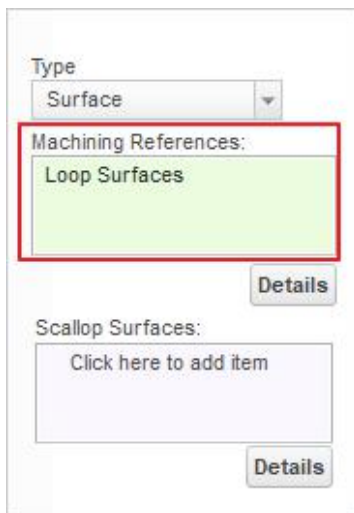 Type
Surface
Machining References:
Loop Surfaces
Details
Scallop Surfaces:
Click here to add item
Details